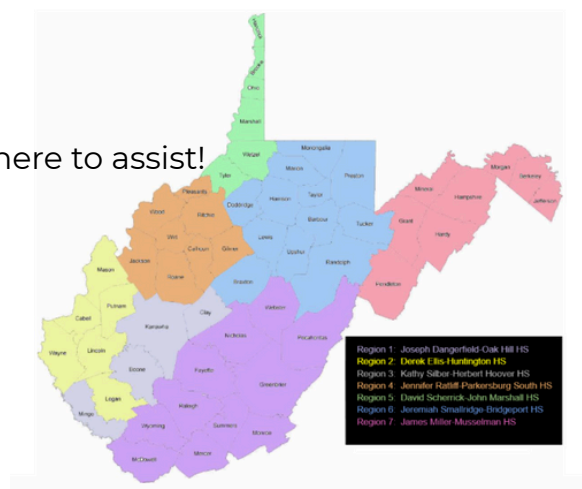 Hancock
Brooke
Ohio
Marshall
here to assist!
Wetzel
Tyler
Monongalia
Marion
Preston
Pleasants
Doddridge
Harrison
Taylor
Barbour
Tucker
Wood
Ritchie
Wirt
Calhoun
Gilmer
Lewis
Upshur
Randolph
Jackson
Roane
Braxton
Morgan
Berkeley
Jefferson
Mineral
Hampshire
Grant
Hardy
Pendleton
Mason
Putnam
Cabell
Wayne
Lincoln
Kanawha
Clay
Boone
Logan
Mingo
Webster
Nicholas
Pocahontas
Fayette
Greenbrier
Raleigh
Wyoming
Summers
Monroe
Mercer
McDowell
Region 1: Joseph Dangerfield-Oak Hill HS
Region 2: Derek Ellis-Huntington HS
Region 3: Kathy Silber-Herbert Hoover HS
Region 4: Jennifer Ratliff-Parkersburg South HS
Region 5: David Scherrick-John Marshall HS
Region 6: Jeremiah Smallridge-Bridgeport HS
Region 7: James Miller-Musselman HS